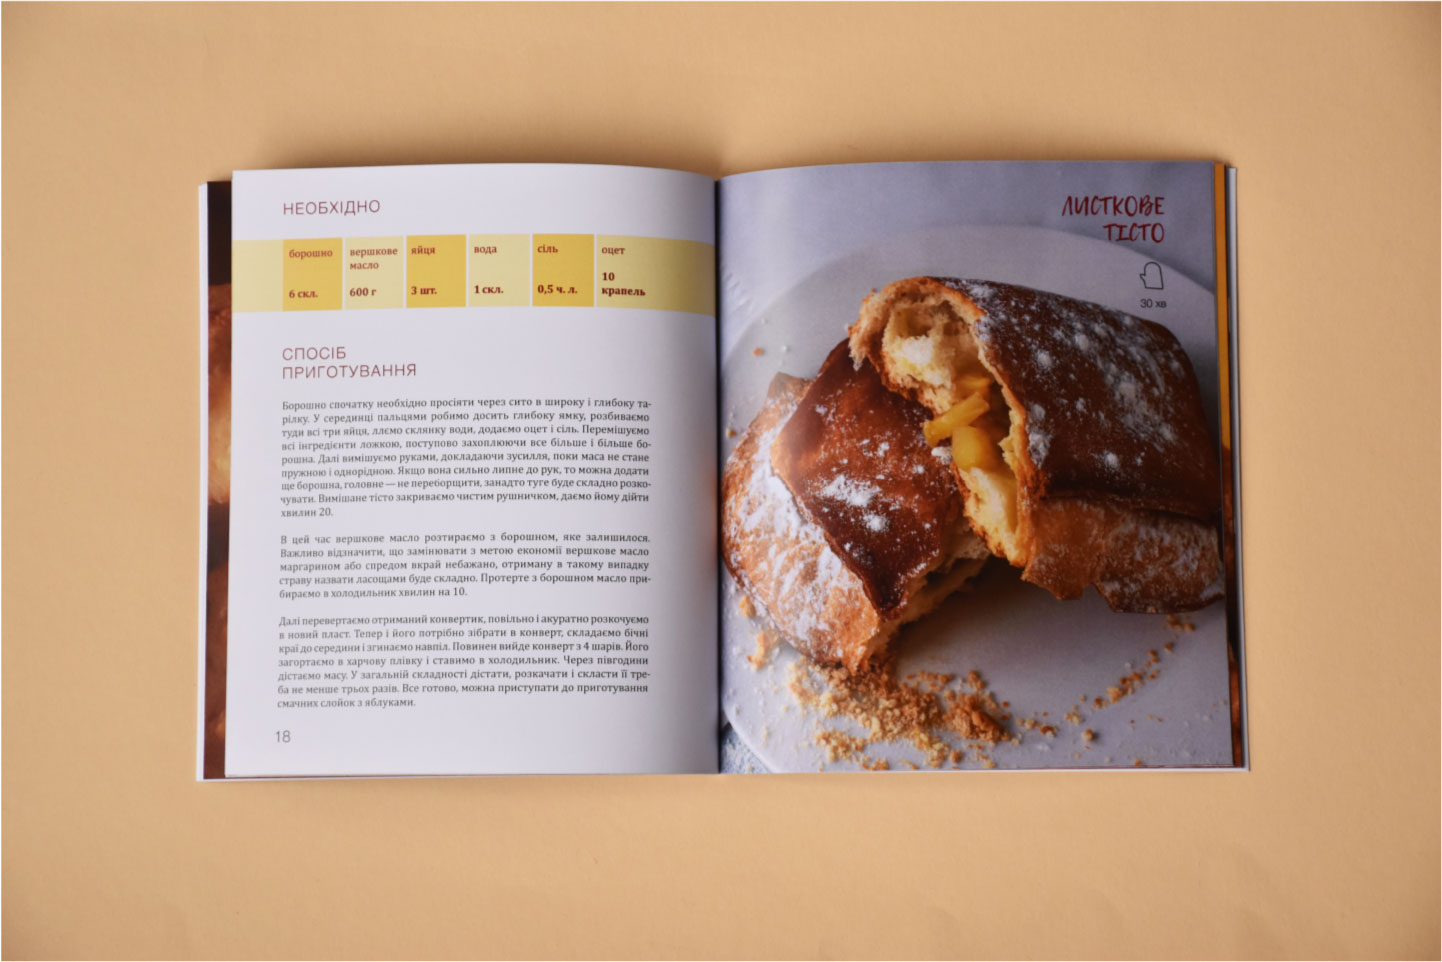 НЕОБХІДНО
борошно
6 скл.
вершкове
масло
600 г
яйця
3 шт.
вода
1 скл.
сіль
0,5 ч. л.
оцет
10
крапель
СПОСІБ
ПРИГОТУВАННЯ
Борошно спочатку необхідно просіяти через сито в широку і глибоку та-
рілку. У серединці пальцями робимо досить глибоку ямку, розбиваємо
туди всі три яйця, ллємо склянку води, додаємо оцет і сіль. Перемішуємо
всі інгредієнти ложкою, поступово захоплюючи все більше і більше бо-
рошна. Далі вимішуємо руками, докладаючи зусилля, поки маса не стане
пружною і однорідною. Якщо вона сильно липне до рук, то можна додати
ще борошна, головне — не переборщити, занадто туге буде складно розко-
чувати. Вимішане тісто закриваємо чистим рушничком, даємо йому дійти
хвилин 20.
В цей час вершкове масло розтираємо з борошном, яке залишилося.
Важливо відзначити, що замінювати з метою економії вершкове масло
маргарином або спредом вкрай небажано, отриману в такому випадку
страву назвати ласощами буде складно. Протерте з борошном масло при-
бираємо в холодильник хвилин на 10.
Далі перевертаємо отриманий конвертик, повільно і акуратно розкочуємо
в новий пласт. Тепер і його потрібно зібрати в конверт, складаємо бічні
краї до середини і згинаємо навпіл. Повинен вийде конверт з 4 шарів. Його
загортаємо в харчову плівку і ставимо в холодильник. Через півгодини
дістаємо масу. У загальній складності дістати, розкачати і скласти її тре-
ба не менше трьох разів. Все готово, можна приступати до приготування
смачних слойок з яблуками.
18
ЛИСТКОВЕ
ТІСТО
30 хв